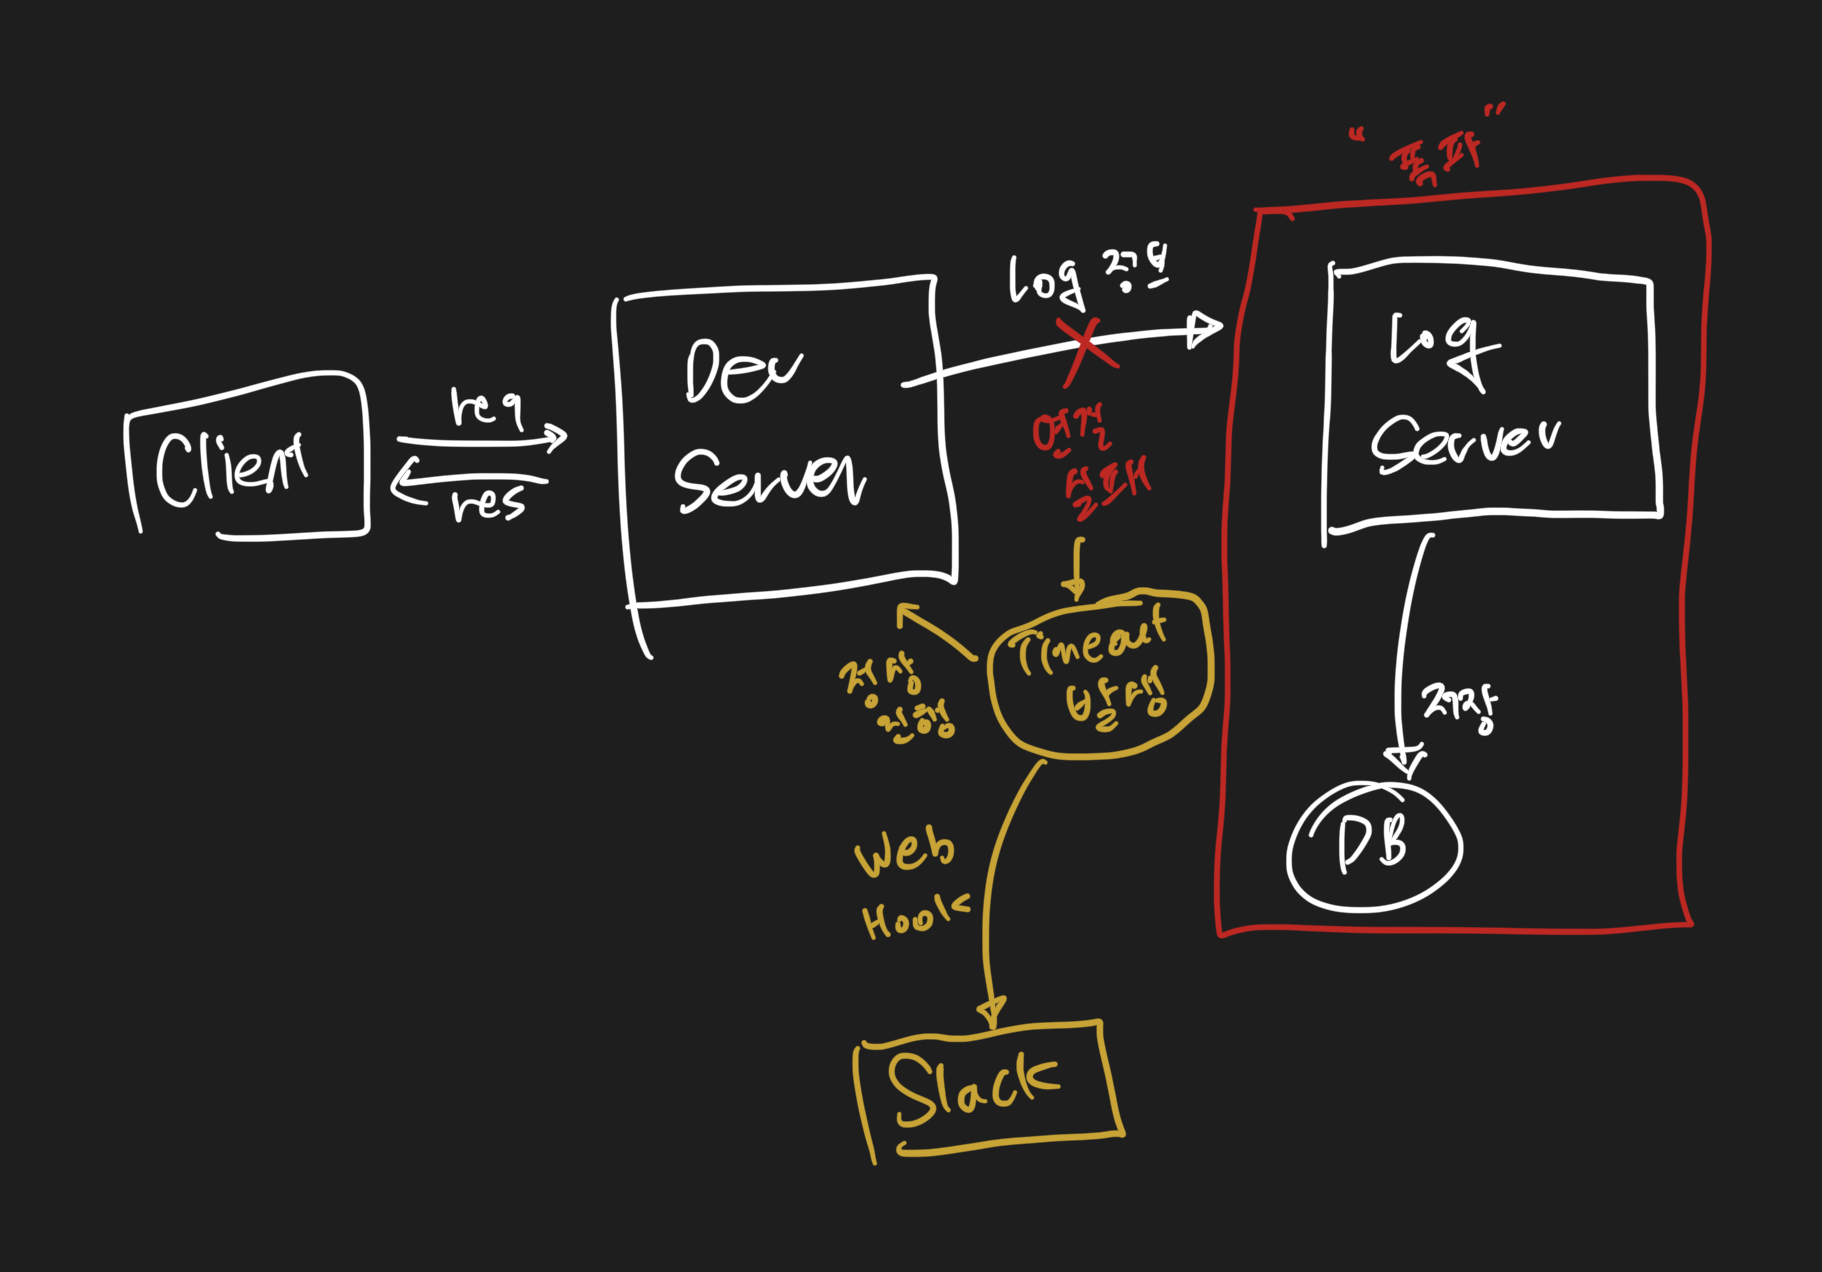 “폭파”
Log 정보
Dev
Server
Log
Server
Client
req
res
연결
실패
Timeout
발생
정상
진행
저장
DB
Web
Hook
Slack